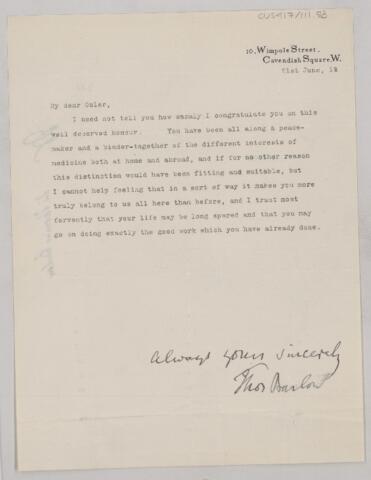 CUS417/111.53
10, Wimpole Street,
Cavendish Square, W.
21st June, 19
My dear Osler,
I need not tell you how warmly I congratulate you on this
well deserved honour. You have been all along a peace-
maker and a binder-together of the different interests of
medicine both at home and abroad, and if for no other reason
this distinction would have been fitting and suitable, but
I cannot help feeling that in a sort of way it makes you more
truly belong to us all here than before, and I trust most
fervently that your life may be long spared and that you may
go on doing exactly the good work which you have already done.
Always yours sincerely
Thos Barlow